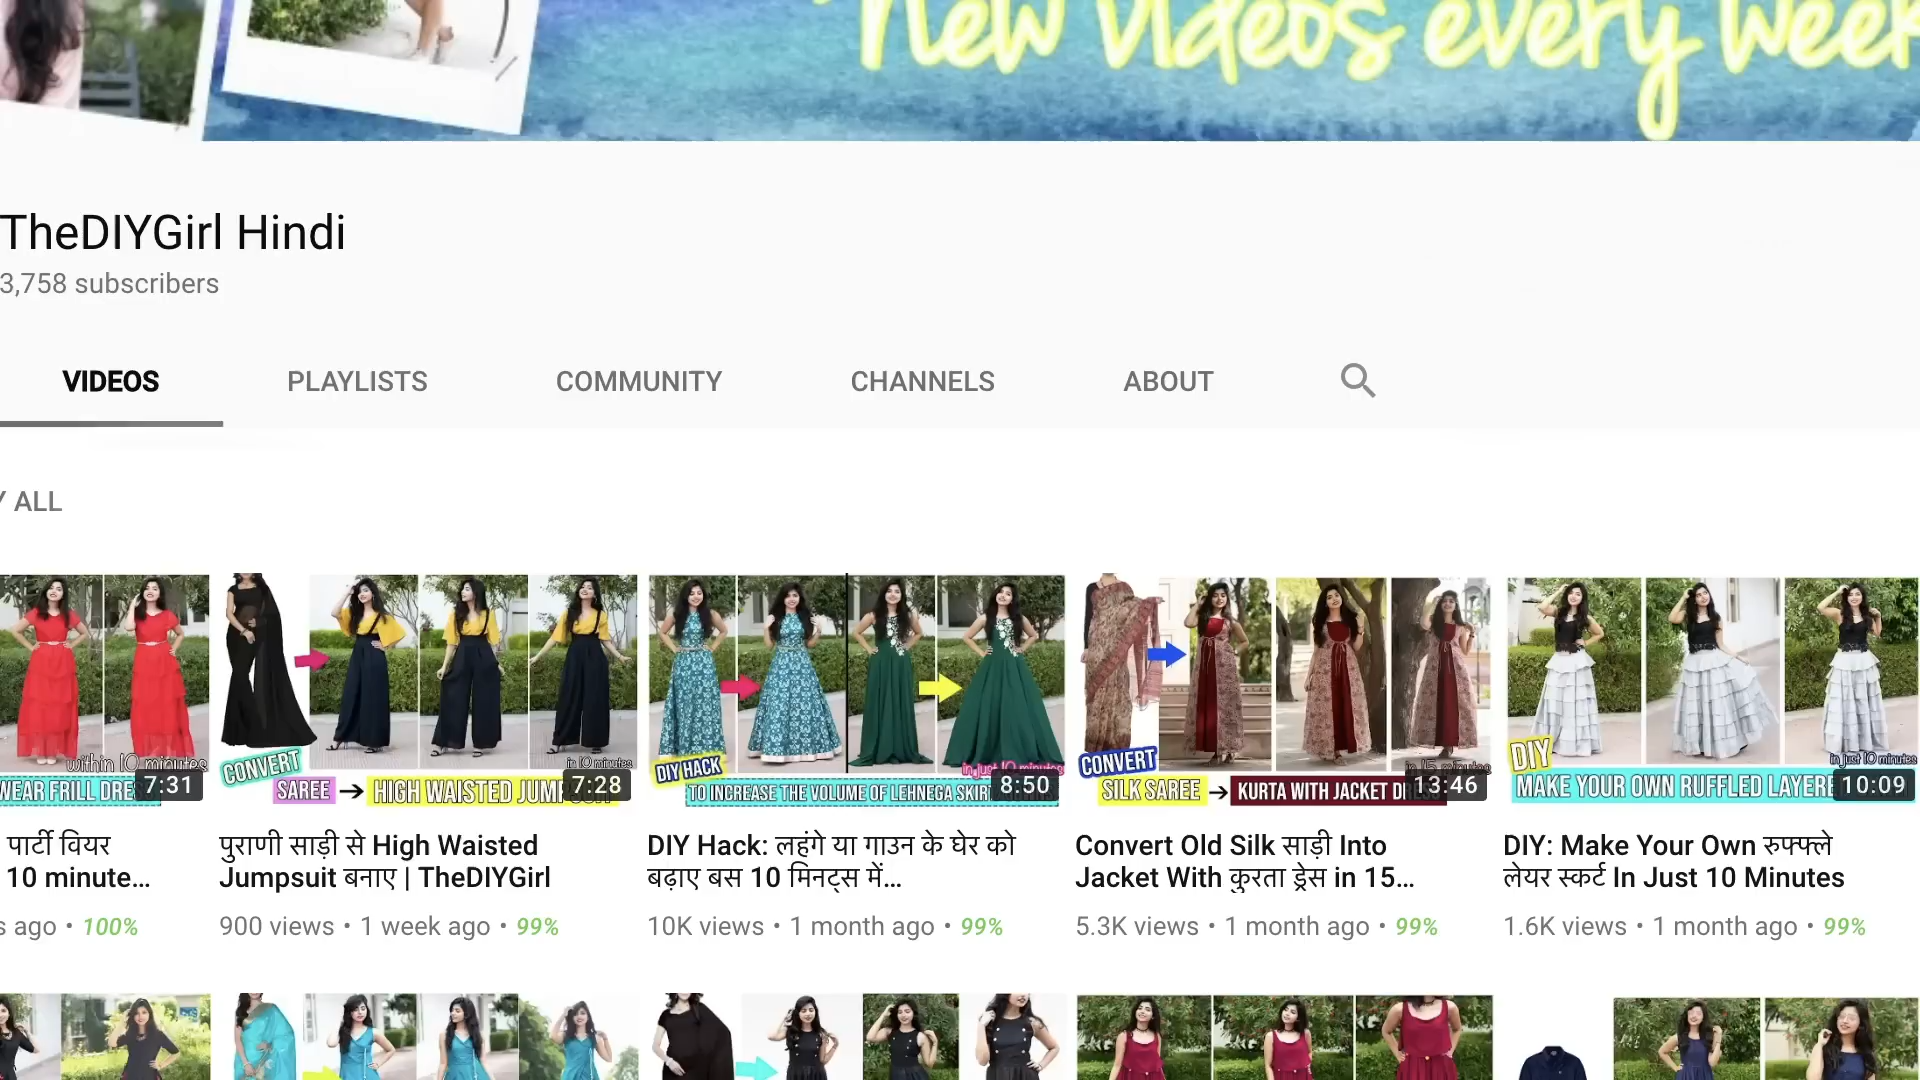 New videos every week
TheDIYGirl Hindi
3,758 subscribers
VIDEOS
PLAYLISTS
COMMUNITY
CHANNELS
ABOUT
ALL
within 10 minutes
WEAR FRILL DRE
7:31
CONVERT
SAREE
HIGH WAISTED JUMP
in 10 minutes
7:28
DIY HACK
in just 10 minutes
TO INCREASE THE VOLUME OF LEHNEGA SKIR
8:50
CONVERT
SILK SAREE
KURTA WITH JACKET DRESS
in 15 minutes
13:46
DIY
in just 10 minutes
MAKE YOUR OWN RUFFLED LAYERE
10:09
पार्टी वियर
10 minute...
पुराणी साड़ी से High Waisted
Jumpsuit बनाए | TheDIYGirl
DIY Hack: लहंगे या गाउन के घेर को
बढ़ाए बस 10 मिनट्स में...
Convert Old Silk साड़ी Into
Jacket With कुरता ड्रेस in 15...
DIY: Make Your Own रुफ्फ्ले
लेयर स्कर्ट In Just 10 Minutes
s ago • 100%
900 views • 1 week ago • 99%
10K views • 1 month ago • 99%
5.3K views • 1 month ago • 99%
1.6K views • 1 month ago • 99%